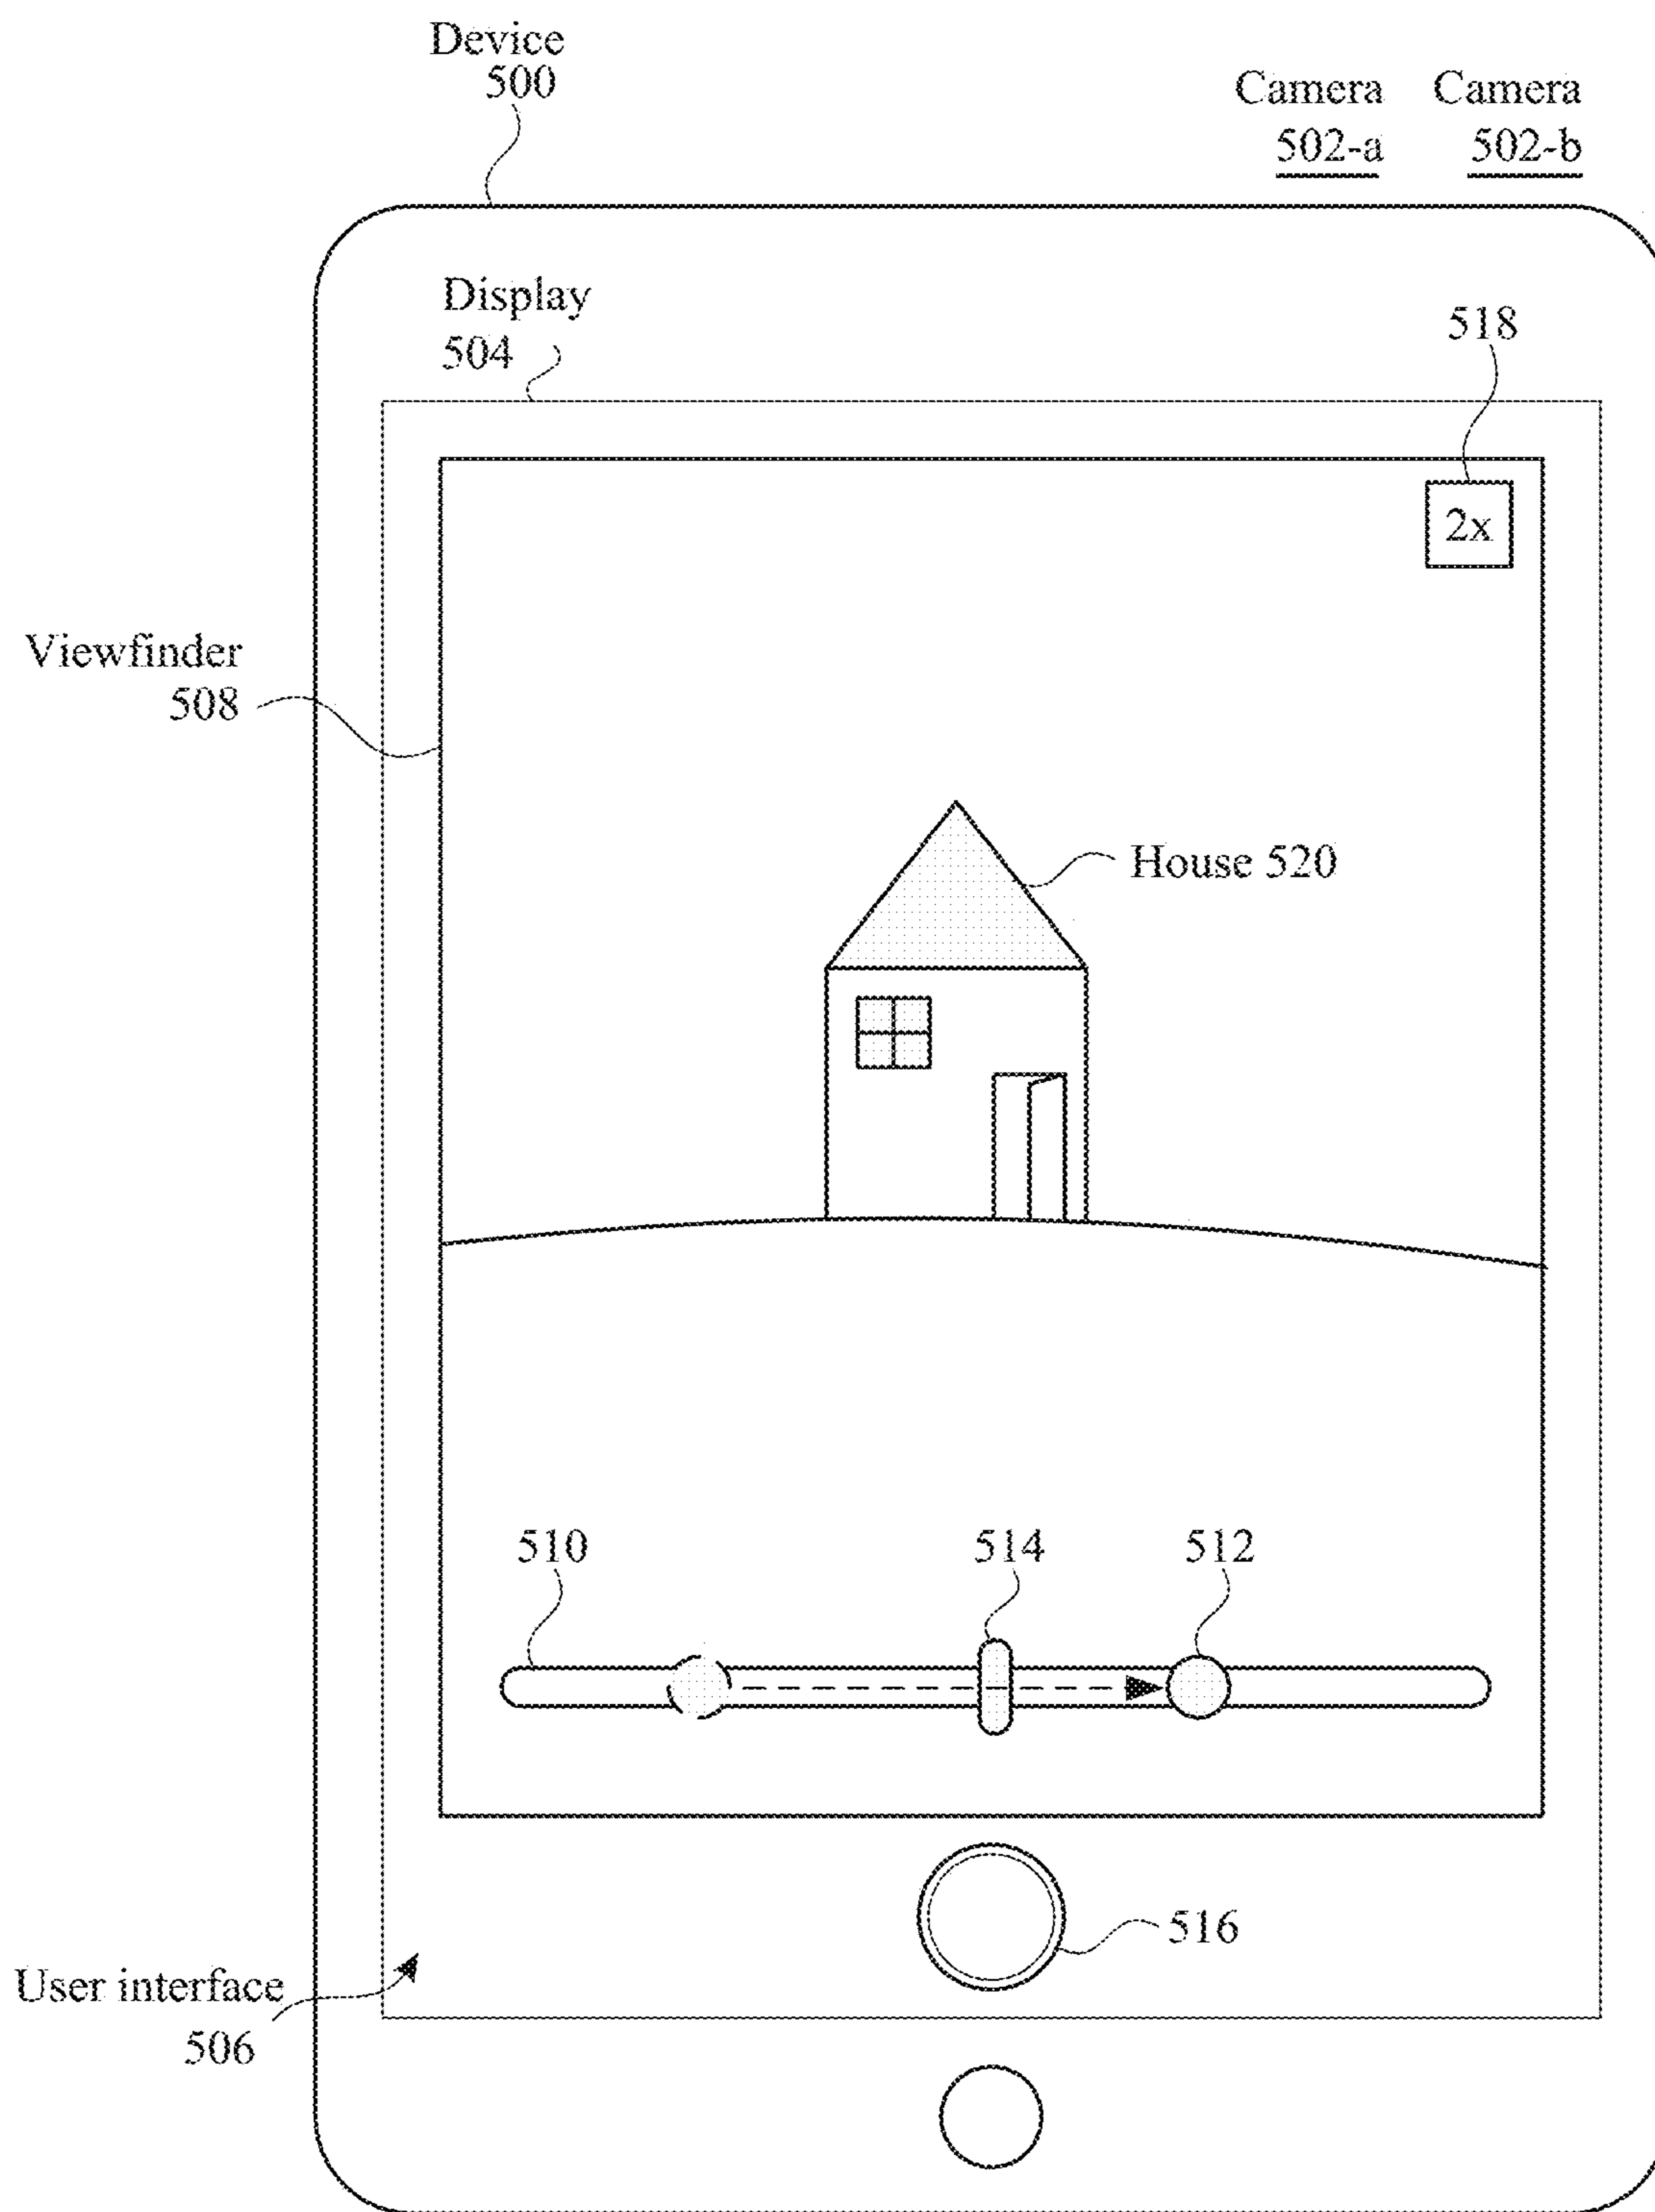 Device
500
Camera
502-a
Camera
502-b
Display
504
518
2x
Viewfinder
508
House 520
510
514
512
516
User interface
506